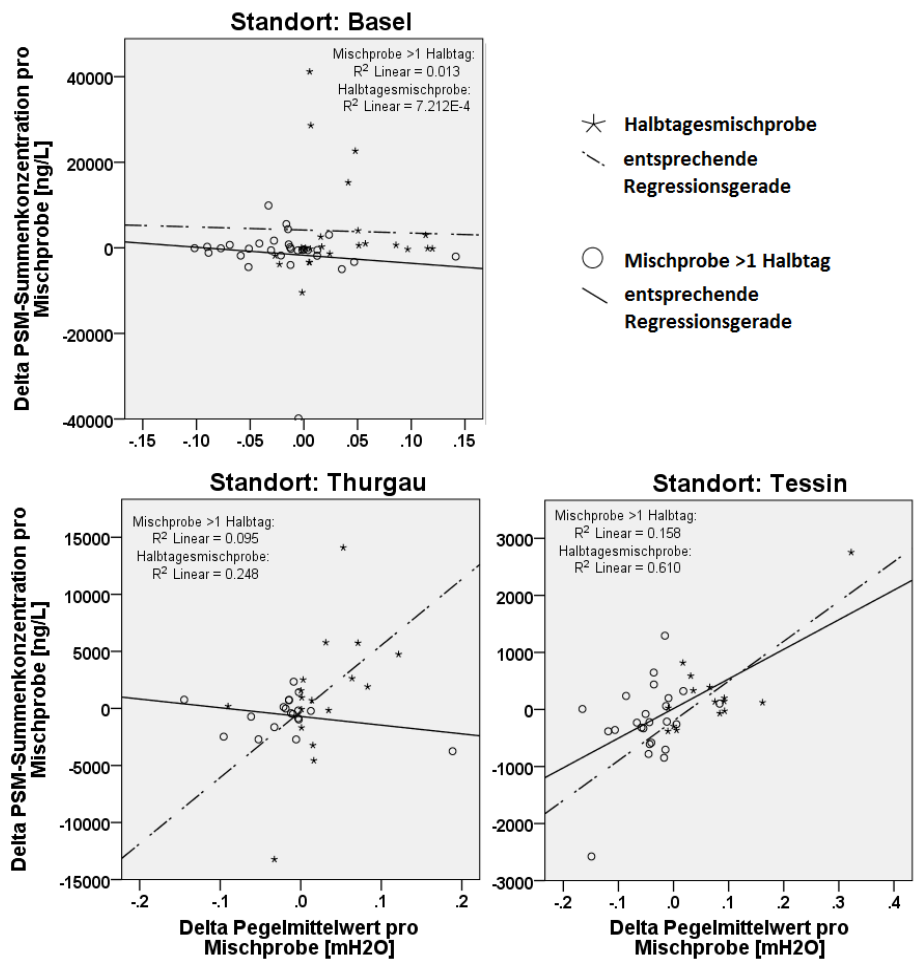 Standort: Basel
Delta PSM-Summenkonzentration pro
Mischprobe [ng/L]
40000
20000
0
-20000
-40000
Mischprobe >1 Halbtag:
R2 Linear = 0.013
Halbtagesmischprobe:
R2 Linear = 7.212E-4
-.15 -.10 -.05 .00 .05 .10 .15
Halbtagesmischprobe
entsprechende
Regressionsgerade
Mischprobe >1 Halbtag
entsprechende
Regressionsgerade
Standort: Thurgau
Delta PSM-Summenkonzentration pro
Mischprobe [ng/L]
15000
10000
5000
0
-5000
-10000
-15000
Mischprobe >1 Halbtag:
R2 Linear = 0.095
Halbtagesmischprobe:
R2 Linear = 0.248
-.2 -.1 .0 .1 .2
Delta Pegelmittelwert pro
Mischprobe [mH2O]
Standort: Tessin
3000
2000
1000
0
-1000
-2000
-3000
Mischprobe >1 Halbtag:
R2 Linear = 0.158
Halbtagesmischprobe:
R2 Linear = 0.610
-.2 -.1 .0 .1 .2 .3 .4
Delta Pegelmittelwert pro
Mischprobe [mH2O]